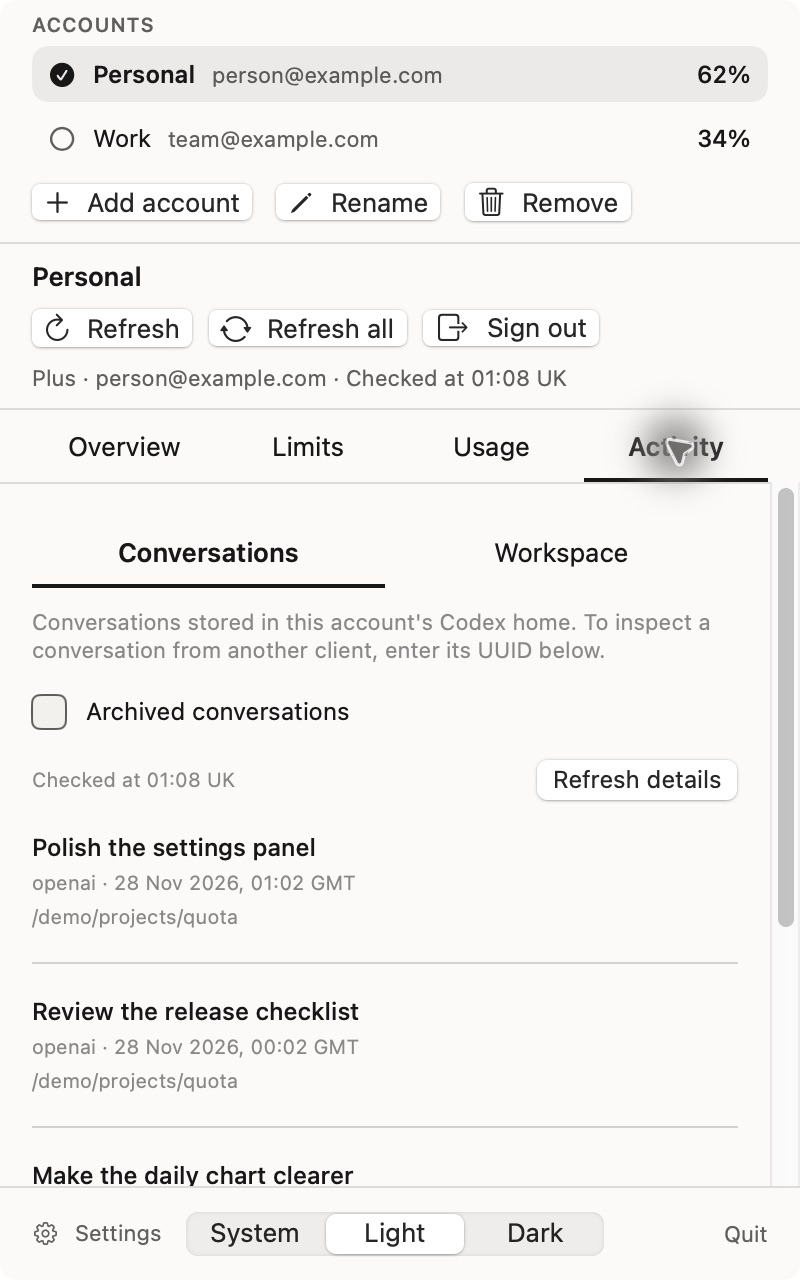 ACCOUNTS
Personal person@example.com 62%
Work team@example.com 34%
Add account Rename Remove
Personal
Refresh Refresh all Sign out
Plus · person@example.com · Checked at 01:08 UK
Overview Limits Usage Activity
Conversations Workspace
Conversations stored in this account's Codex home. To inspect a
conversation from another client, enter its UUID below.
Archived conversations
Checked at 01:08 UK Refresh details
Polish the settings panel
openai · 28 Nov 2026, 01:02 GMT
/demo/projects/quota
Review the release checklist
openai · 28 Nov 2026, 00:02 GMT
/demo/projects/quota
Make the daily chart clearer
Settings System Light Dark Quit